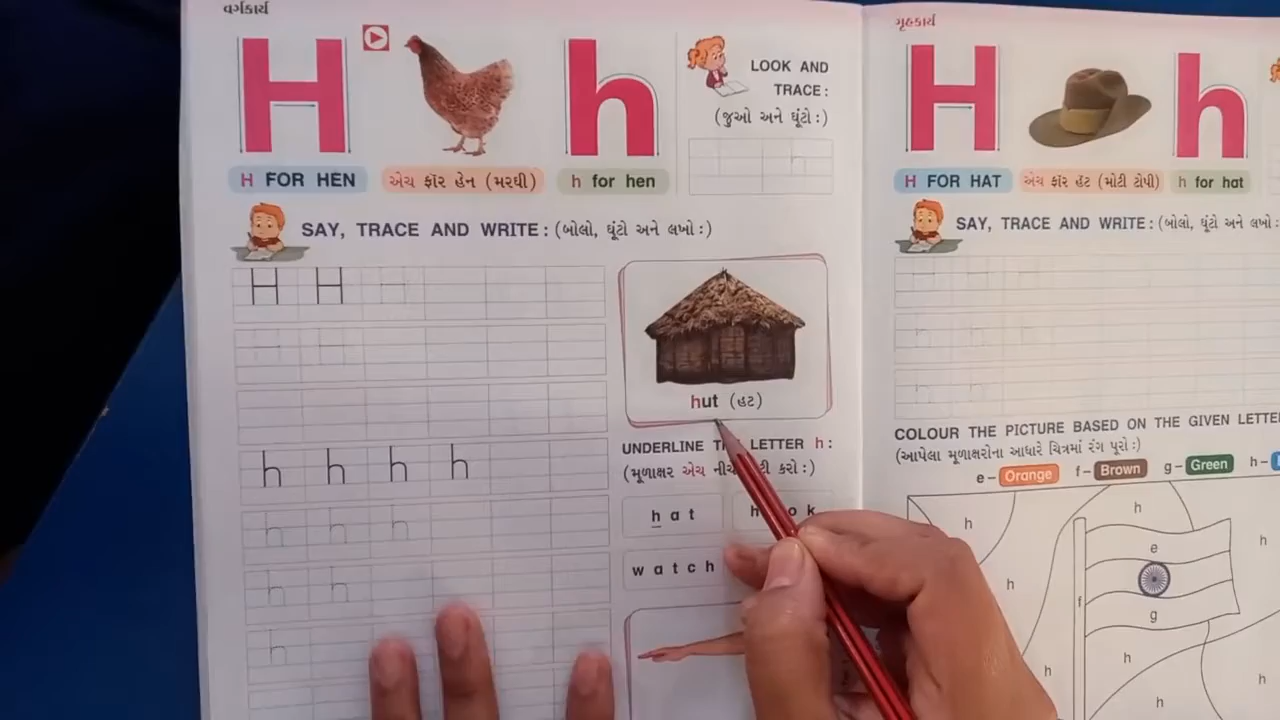 વર્ગકાર્ય
H h
LOOK AND
TRACE :
(જુઓ અને ઘૂંટો :)
h
H FOR HEN
એચ ફૉર હેન (મરઘી)
h for hen
SAY, TRACE AND WRITE : (બોલો, ઘૂંટો અને લખો :)
H H H
H H
h h h h
h h h
h h
h
hut (હટ)
UNDERLINE THE LETTER h :
(મૂળાક્ષર એચ કરો :)
hat
watch
ગૃહકાર્ય
H h
H FOR HAT
એચ ફૉર હૅટ (મોટી ટોપી)
h for hat
SAY, TRACE AND WRITE : (બોલો, ઘૂંટો અને લખો :
H H H
h h h
h h
COLOUR THE PICTURE BASED ON THE GIVEN LETTE
(આપેલા મૂળાક્ષરોના આધારે ચિત્રમાં રંગ પૂરો :)
e – Orange f – Brown g – Green h –
h h
e h
h f g
h h h
h